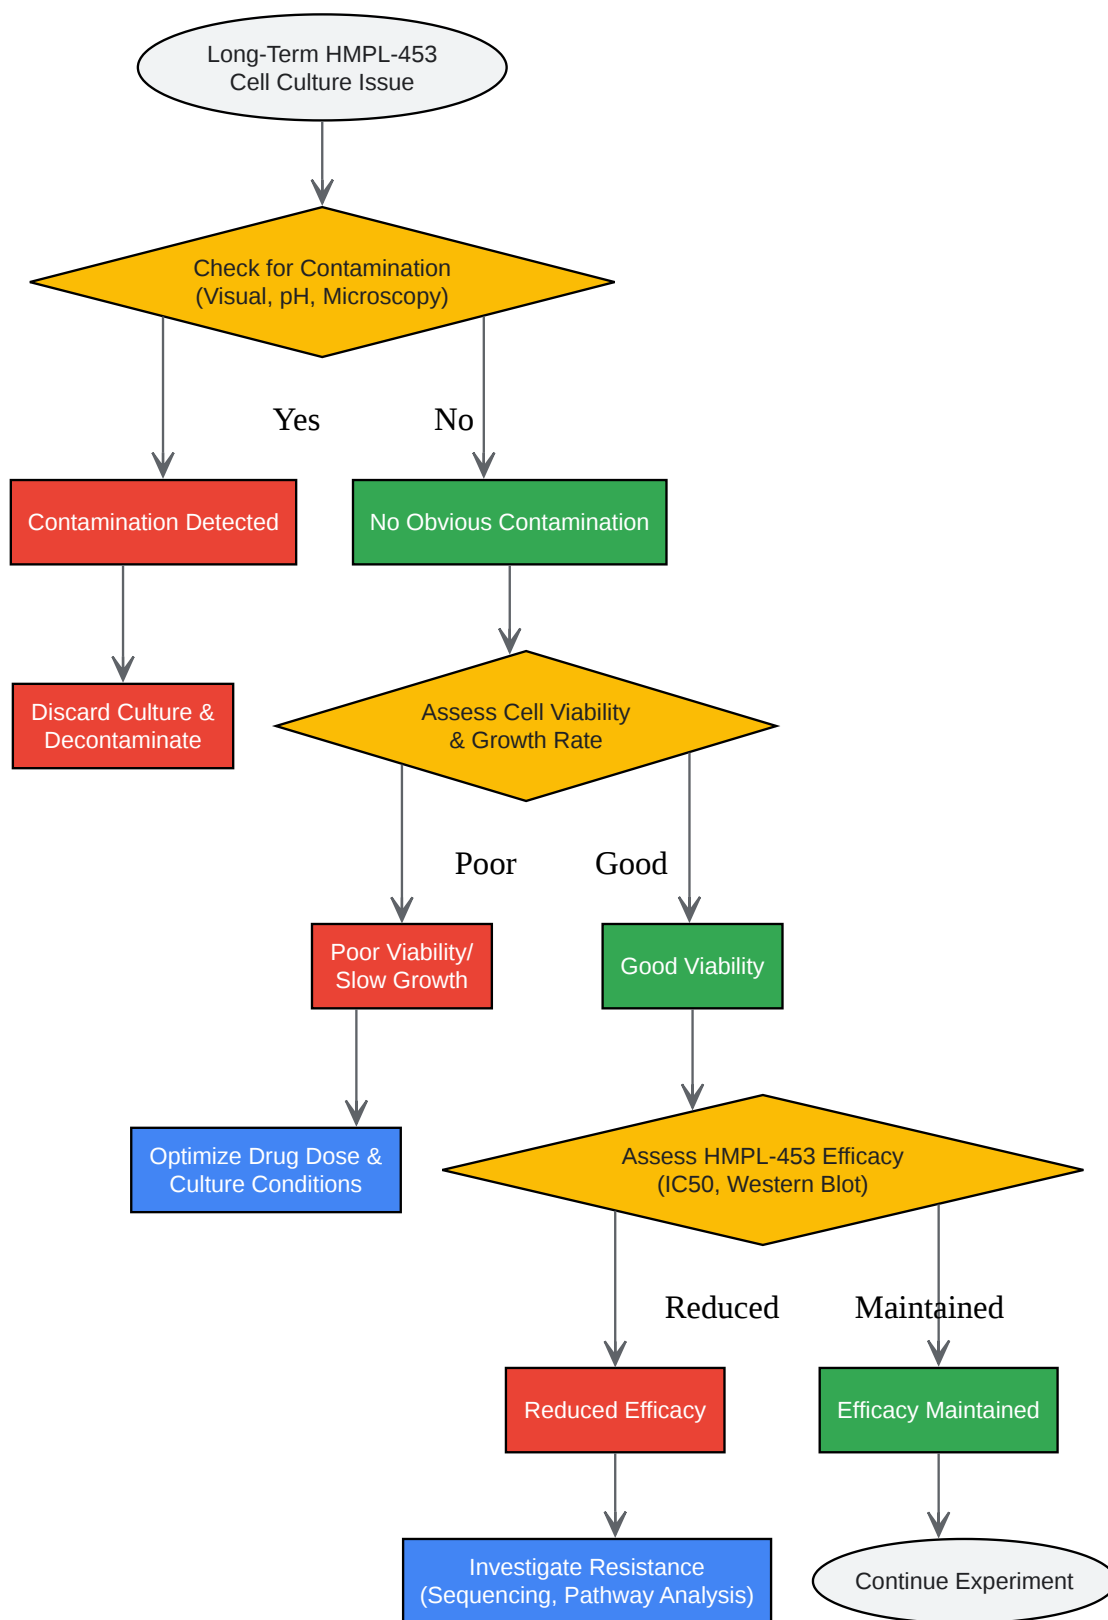 Long-Term HMPL-453
Cell Culture Issue
Check for Contamination
(Visual, pH, Microscopy)
Yes
No
Contamination Detected
No Obvious Contamination
Discard Culture &
Decontaminate
Assess Cell Viability
& Growth Rate
Poor
Good
Poor Viability/
Slow Growth
Good Viability
Optimize Drug Dose &
Culture Conditions
Assess HMPL-453 Efficacy
(IC50, Western Blot)
Reduced
Maintained
Reduced Efficacy
Efficacy Maintained
Investigate Resistance
(Sequencing, Pathway Analysis)
Continue Experiment